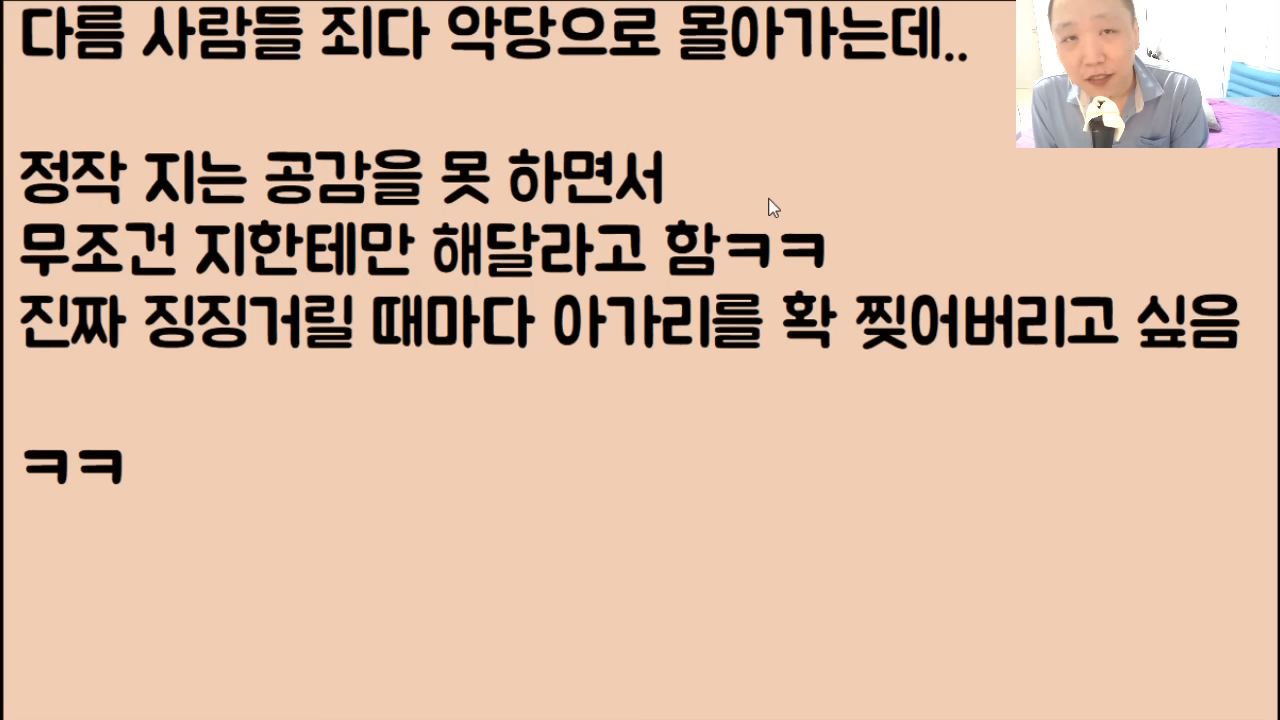 다름 사람들 죄다 악당으로 몰아가는데..
정작 지는 공감을 못 하면서
무조건 지한테만 해달라고 함ㅋㅋ
진짜 징징거릴 때마다 아가리를 확 찢어버리고 싶음
ㅋㅋ